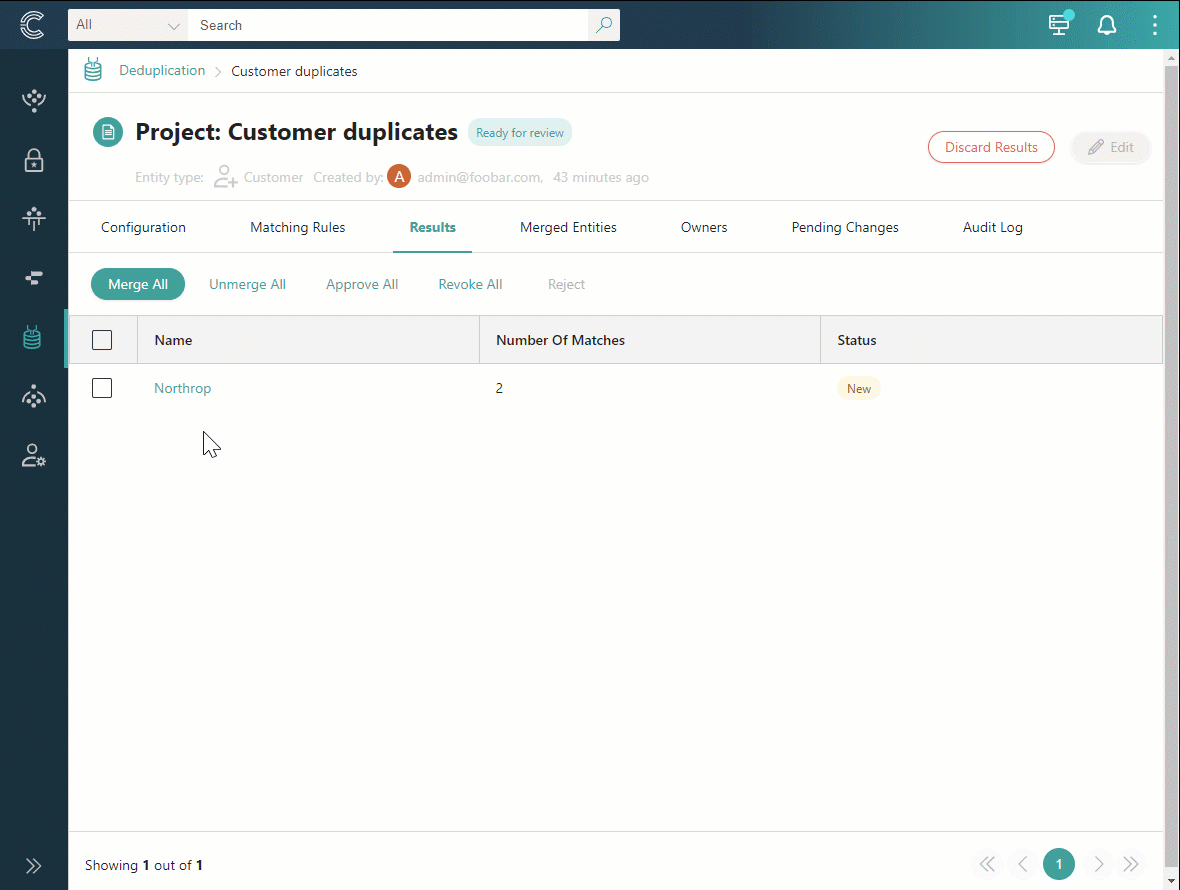 All Search
Deduplication Customer duplicates
Project: Customer duplicates Ready for review
Discard Results Edit
Entity type: Customer Created by: A admin@foobar.com, 43 minutes ago
Configuration Matching Rules Results Merged Entities Owners Pending Changes Audit Log
Merge All Unmerge All Approve All Revoke All Reject
Name Number Of Matches Status
Northrop 2 New
Showing 1 out of 1 1